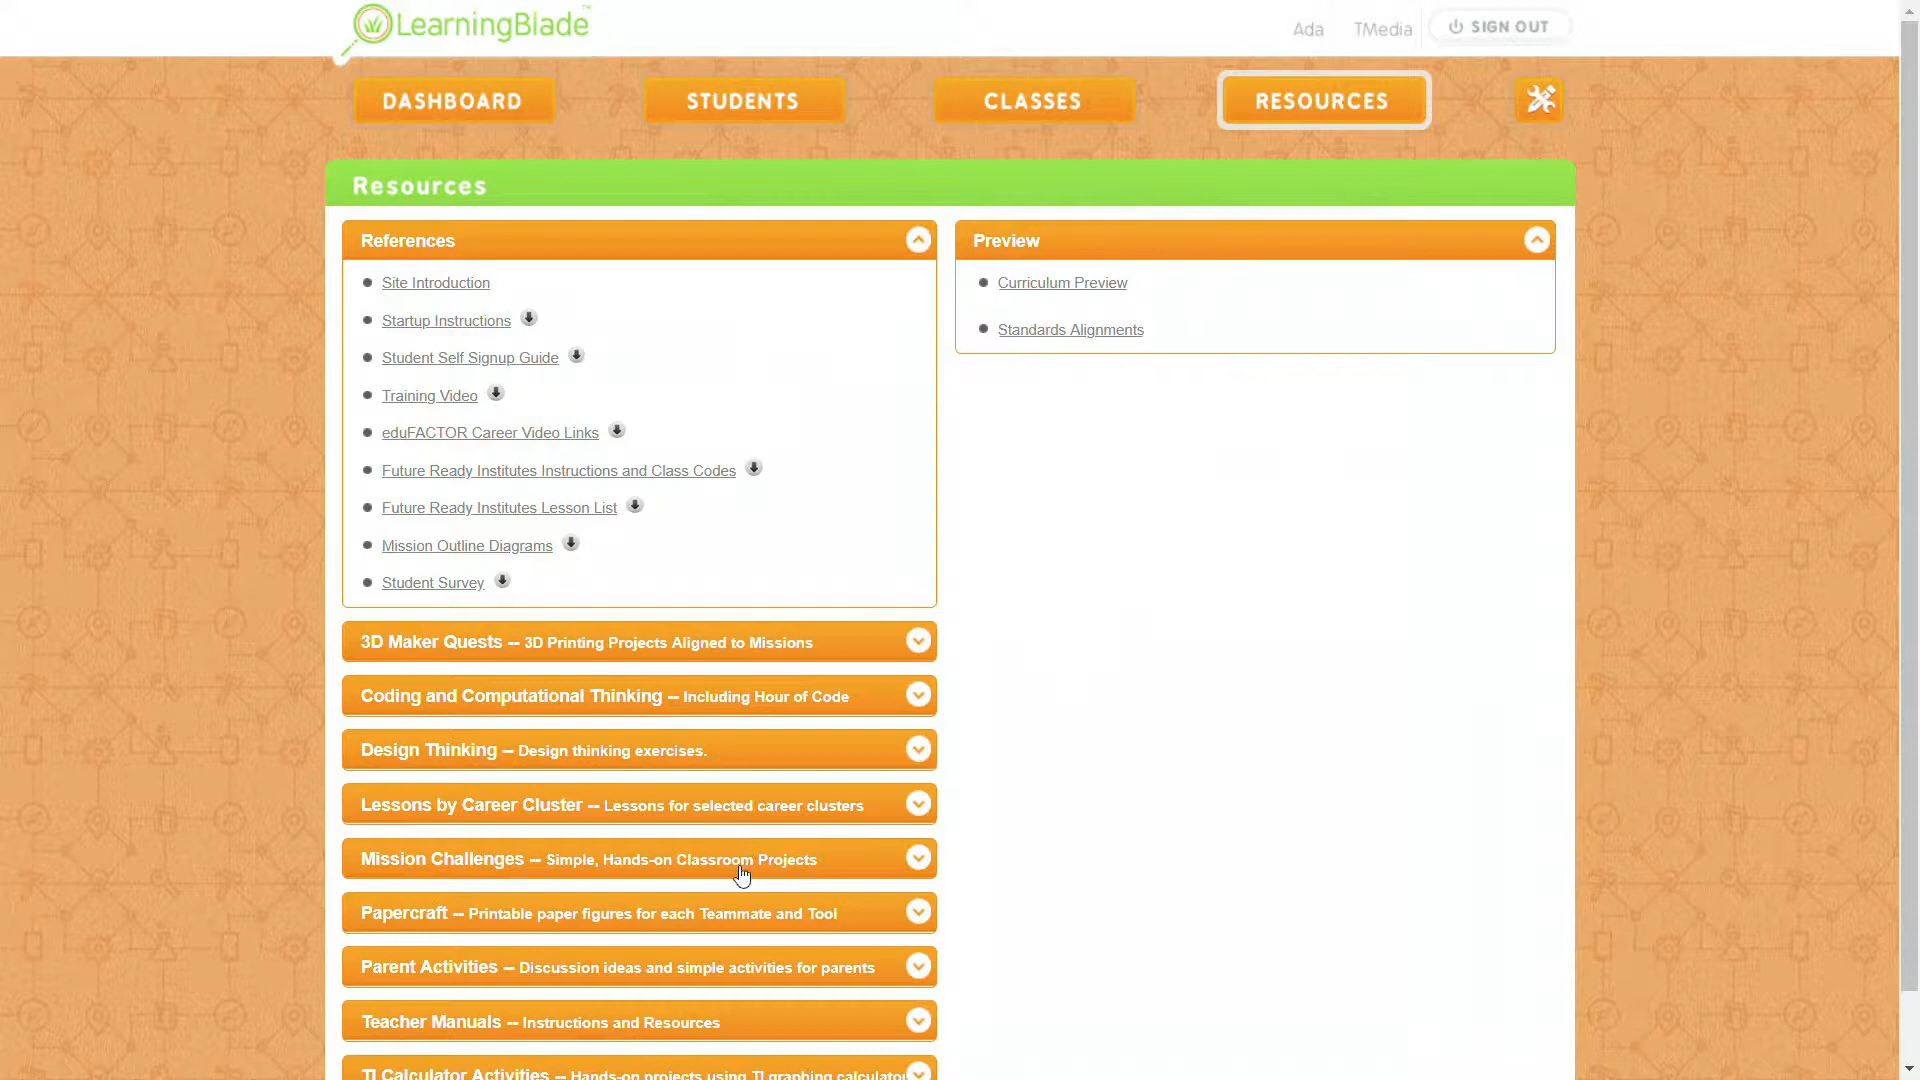 LearningBlade™
Ada TMedia SIGN OUT
DASHBOARD STUDENTS CLASSES RESOURCES
Resources
References
Site Introduction
Startup Instructions
Student Self Signup Guide
Training Video
eduFACTOR Career Video Links
Future Ready Institutes Instructions and Class Codes
Future Ready Institutes Lesson List
Mission Outline Diagrams
Student Survey
3D Maker Quests -- 3D Printing Projects Aligned to Missions
Coding and Computational Thinking -- Including Hour of Code
Design Thinking -- Design thinking exercises.
Lessons by Career Cluster -- Lessons for selected career clusters
Mission Challenges -- Simple, Hands-on Classroom Projects
Papercraft -- Printable paper figures for each Teammate and Tool
Parent Activities -- Discussion ideas and simple activities for parents
Teacher Manuals -- Instructions and Resources
TI Calculator Activities -- Hands-on projects using TI graphing calculator
Preview
Curriculum Preview
Standards Alignments